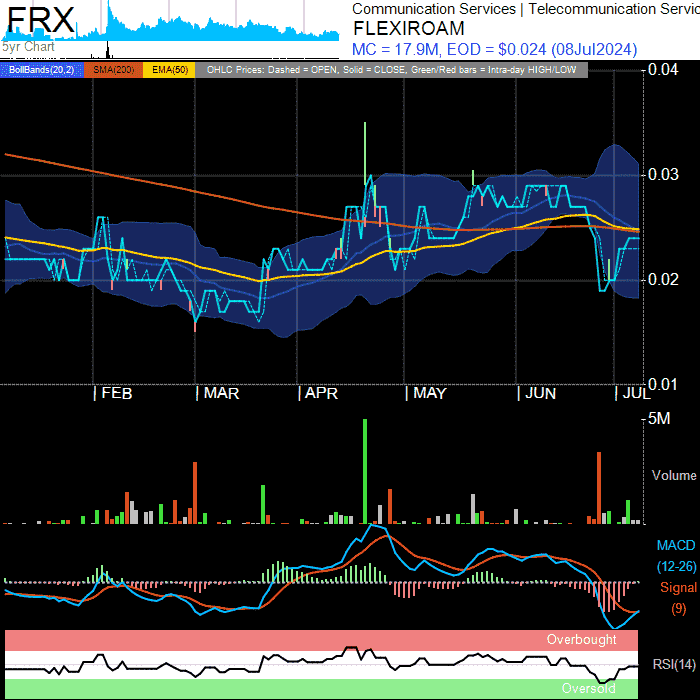 FRX
5yr Chart
Communication Services | Telecommunication Serv
FLEXIROAM
MC = 17.9M, EOD = $0.024 (08Jul2024)
BollBands(20,2) SMA(200) EMA(50) OHLC Prices: Dashed = OPEN, Solid = CLOSE, Green/Red bars = Intra-day HIGH/LOW
0.04
0.03
0.02
0.01
| FEB | MAR | APR | MAY | JUN | JUL
5M
Volume
MACD
(12-26)
Signal
(9)
Overbought
RSI(14)
Oversold